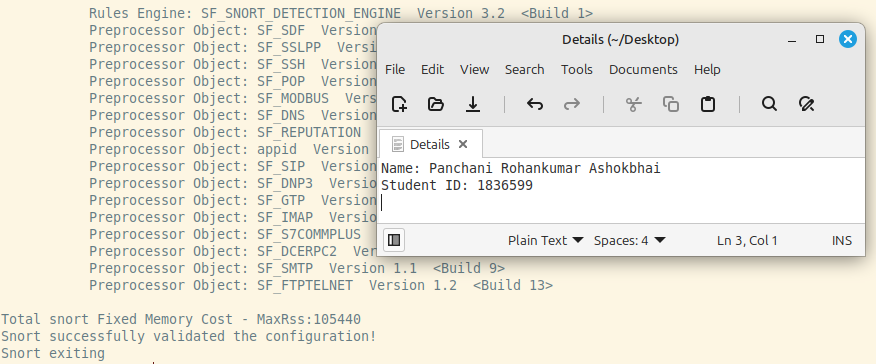 Rules Engine: SF_SNORT_DETECTION_ENGINE Version 3.2 <Build 1>
Preprocessor Object: SF_SDF Version
Preprocessor Object: SF_SSLPP Versi
Preprocessor Object: SF_SSH Version
Preprocessor Object: SF_POP Version
Preprocessor Object: SF_MODBUS Vers
Preprocessor Object: SF_DNS Version
Preprocessor Object: SF_REPUTATION
Preprocessor Object: appid Version
Preprocessor Object: SF_SIP Version
Preprocessor Object: SF_DNP3 Versio
Preprocessor Object: SF_GTP Version
Preprocessor Object: SF_IMAP Versio
Preprocessor Object: SF_S7COMMPLUS
Preprocessor Object: SF_DCERPC2 Ver
Preprocessor Object: SF_SMTP Version 1.1 <Build 9>
Preprocessor Object: SF_FTPTELNET Version 1.2 <Build 13>
Total snort Fixed Memory Cost - MaxRss:105440
Snort successfully validated the configuration!
Snort exiting
Details (~/Desktop)
File Edit View Search Tools Documents Help
Details
Name: Panchani Rohankumar Ashokbhai
Student ID: 1836599
Plain Text Spaces: 4 Ln 3, Col 1 INS